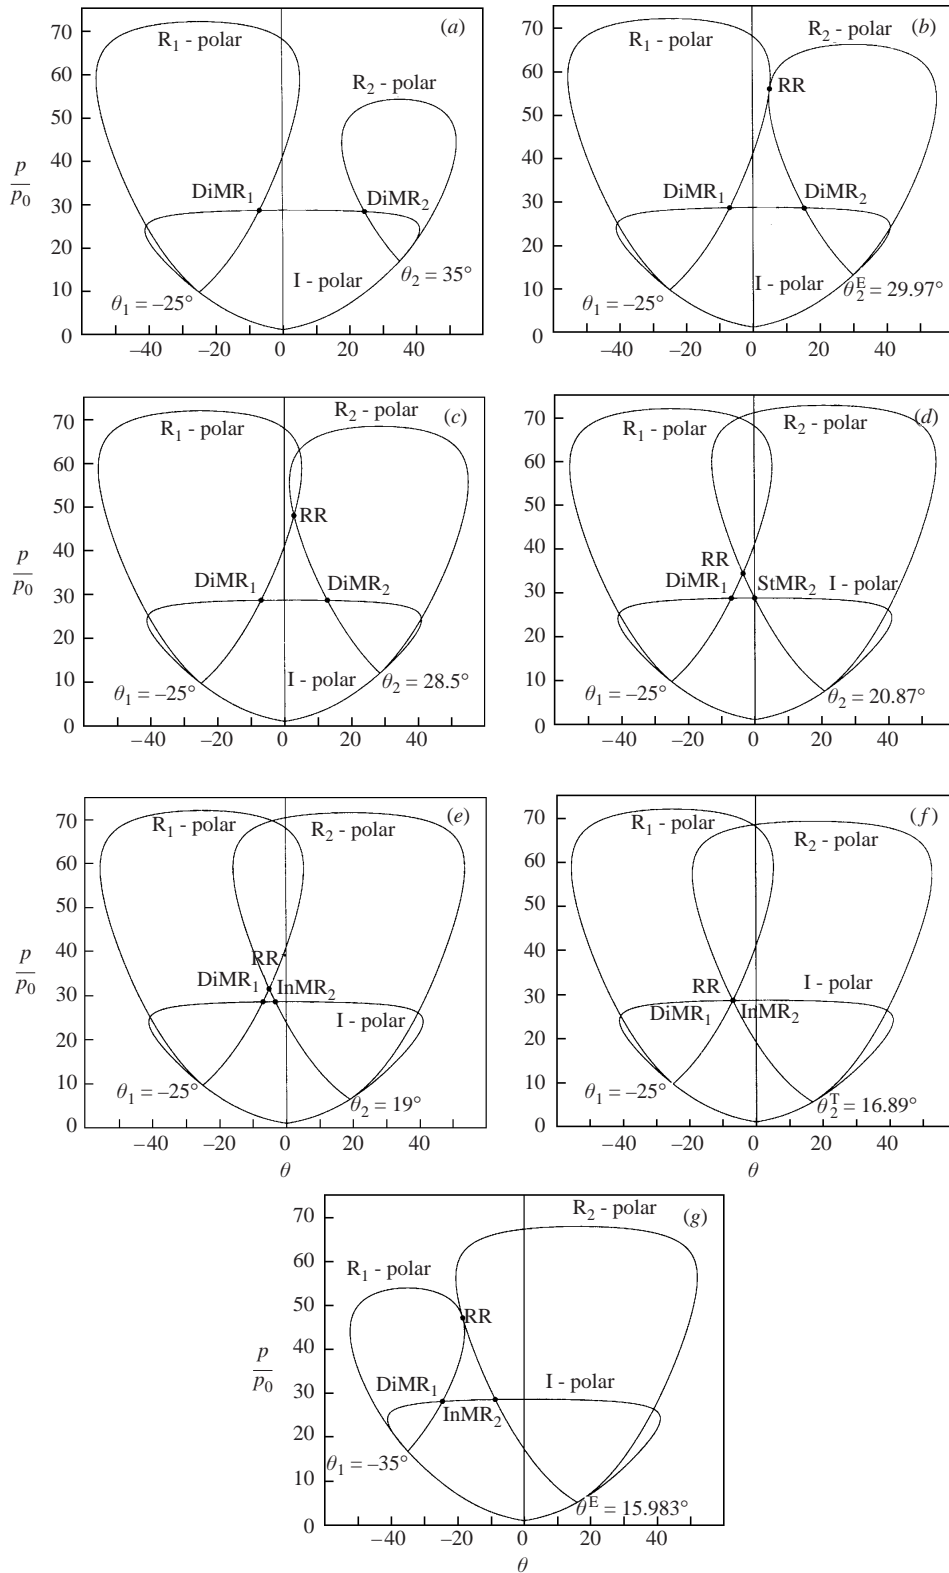 (a)
70
60
50
40
30
20
10
0
p/p₀
R₁ - polar
R₂ - polar
DiMR₁
DiMR₂
I - polar
θ₁ = –25°
θ₂ = 35°
–40 –20 0 20 40
(b)
70
60
50
40
30
20
10
0
R₁ - polar
R₂ - polar
RR
DiMR₁
DiMR₂
I - polar
θ₁ = –25°
θ₂ᴱ = 29.97°
–40 –20 0 20 40
(c)
70
60
50
40
30
20
10
0
p/p₀
R₁ - polar
R₂ - polar
RR
DiMR₁
DiMR₂
I - polar
θ₁ = –25°
θ₂ = 28.5°
–40 –20 0 20 40
(d)
70
60
50
40
30
20
10
0
R₁ - polar
R₂ - polar
RR
DiMR₁
StMR₂
I - polar
θ₁ = –25°
θ₂ = 20.87°
–40 –20 0 20 40
(e)
70
60
50
40
30
20
10
0
p/p₀
R₁ - polar
R₂ - polar
RR
DiMR₁
InMR₂
I - polar
θ₁ = –25°
θ₂ = 19°
–40 –20 0 20 40
θ
(f)
70
60
50
40
30
20
10
0
R₁ - polar
R₂ - polar
RR
I - polar
DiMR₁
InMR₂
θ₁ = –25°
θ₂ᵀ = 16.89°
–40 –20 0 20 40
θ
(g)
70
60
50
40
30
20
10
0
p/p₀
R₂ - polar
R₁ - polar
RR
DiMR₁
I - polar
InMR₂
θ₁ = –35°
θᴱ = 15.983°
–40 –20 0 20 40
θ